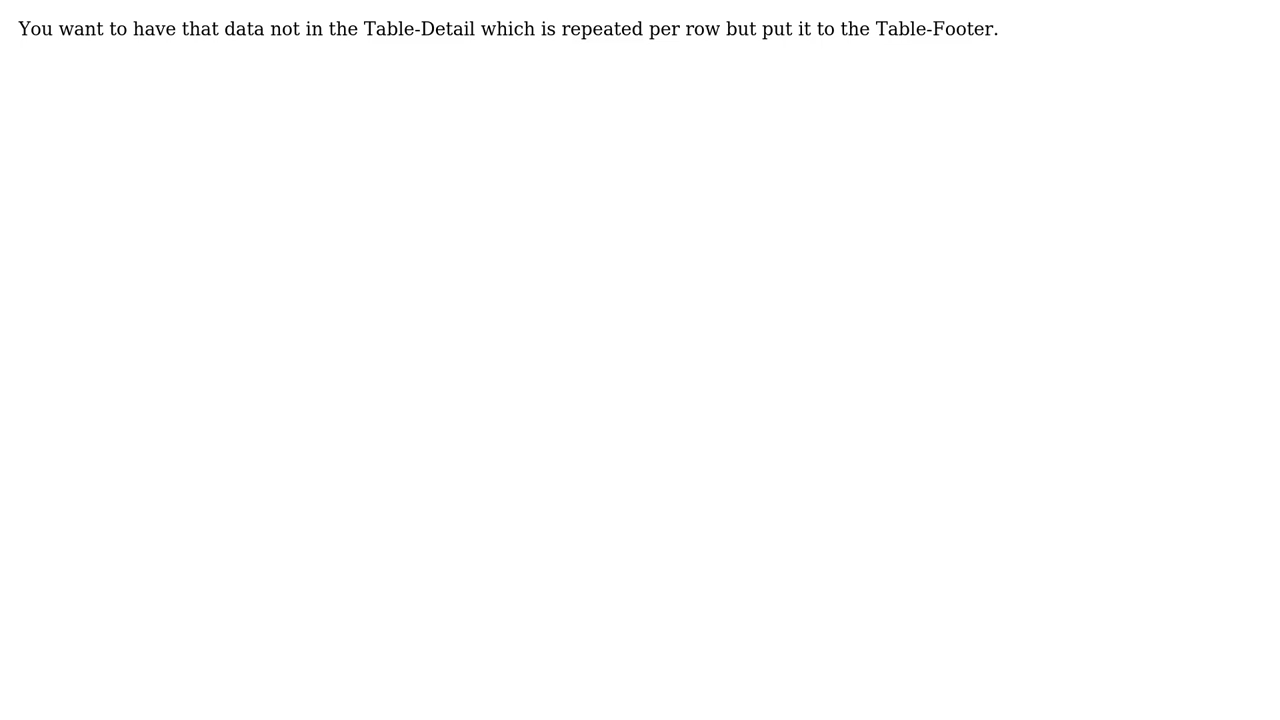 You want to have that data not in the Table-Detail which is repeated per row but put it to the Table-Footer.